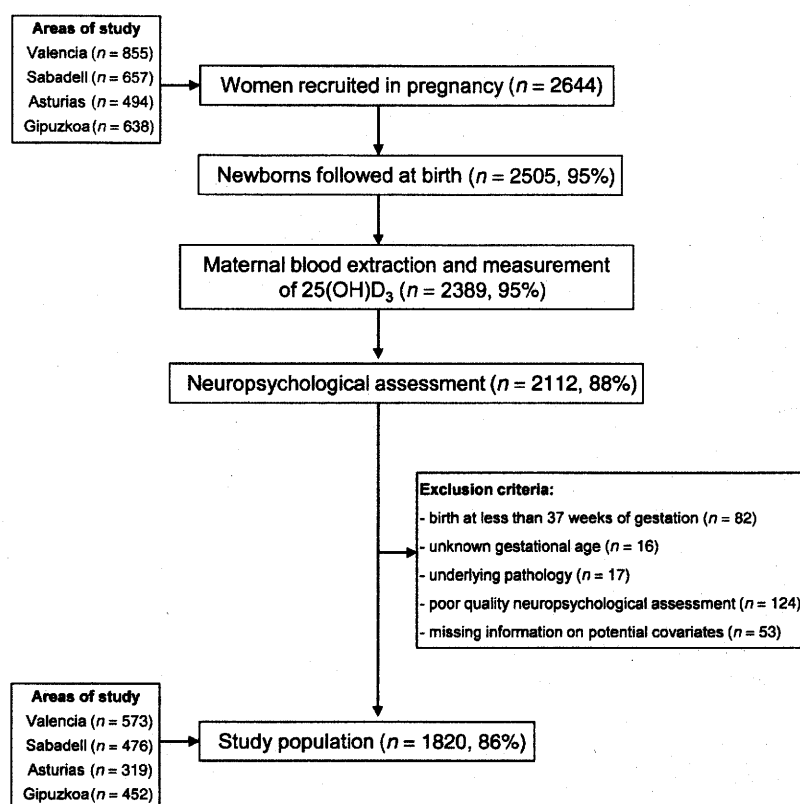 Areas of study
Valencia (n = 855)
Sabadell (n = 657)
Asturias (n = 494)
Gipuzkoa (n = 638)
Women recruited in pregnancy (n = 2644)
Newborns followed at birth (n = 2505, 95%)
Maternal blood extraction and measurement
of 25(OH)D₃ (n = 2389, 95%)
Neuropsychological assessment (n = 2112, 88%)
Exclusion criteria:
- birth at less than 37 weeks of gestation (n = 82)
- unknown gestational age (n = 16)
- underlying pathology (n = 17)
- poor quality neuropsychological assessment (n = 124)
- missing information on potential covariates (n = 53)
Areas of study
Valencia (n = 573)
Sabadell (n = 476)
Asturias (n = 319)
Gipuzkoa (n = 452)
Study population (n = 1820, 86%)